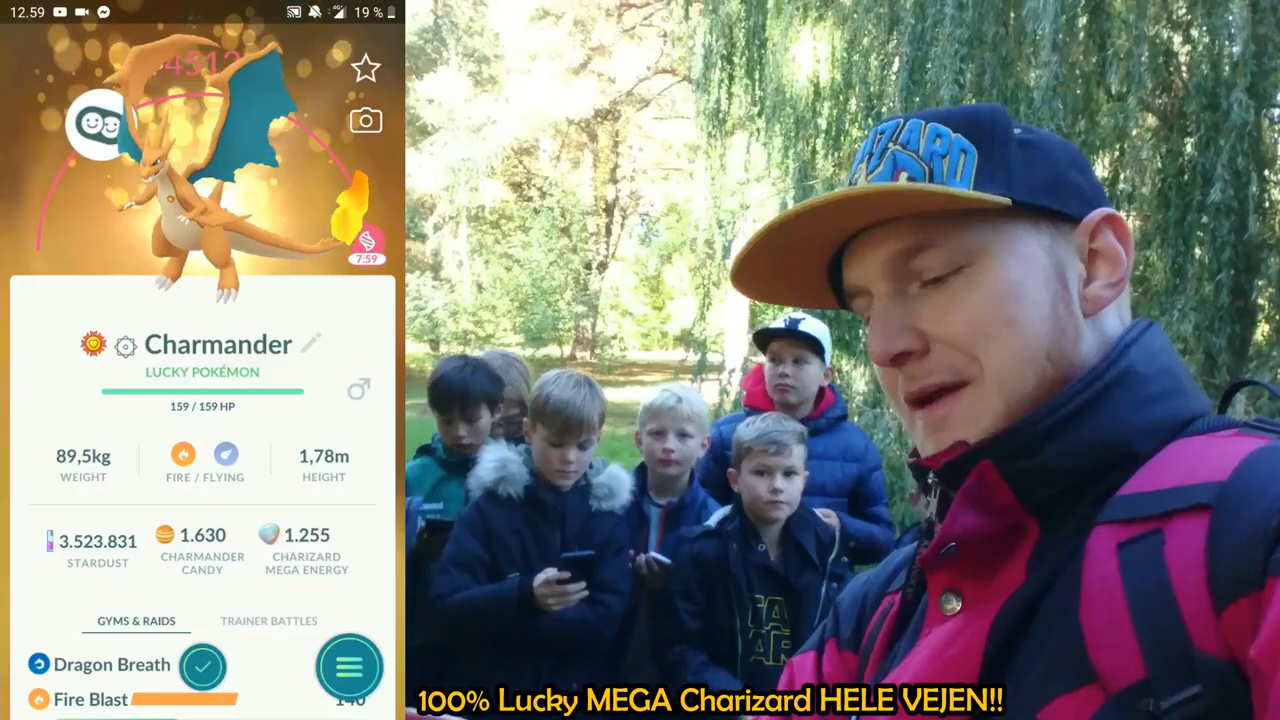 12.59
19 %
4512
7:59
Charmander
LUCKY POKÉMON
159 / 159 HP
89,5kg
WEIGHT
FIRE / FLYING
1,78m
HEIGHT
3.523.831
STARDUST
1.630
CHARMANDER
CANDY
1.255
CHARIZARD
MEGA ENERGY
GYMS & RAIDS
TRAINER BATTLES
Dragon Breath
Fire Blast
140
100% Lucky MEGA Charizard HELE VEJEN!!